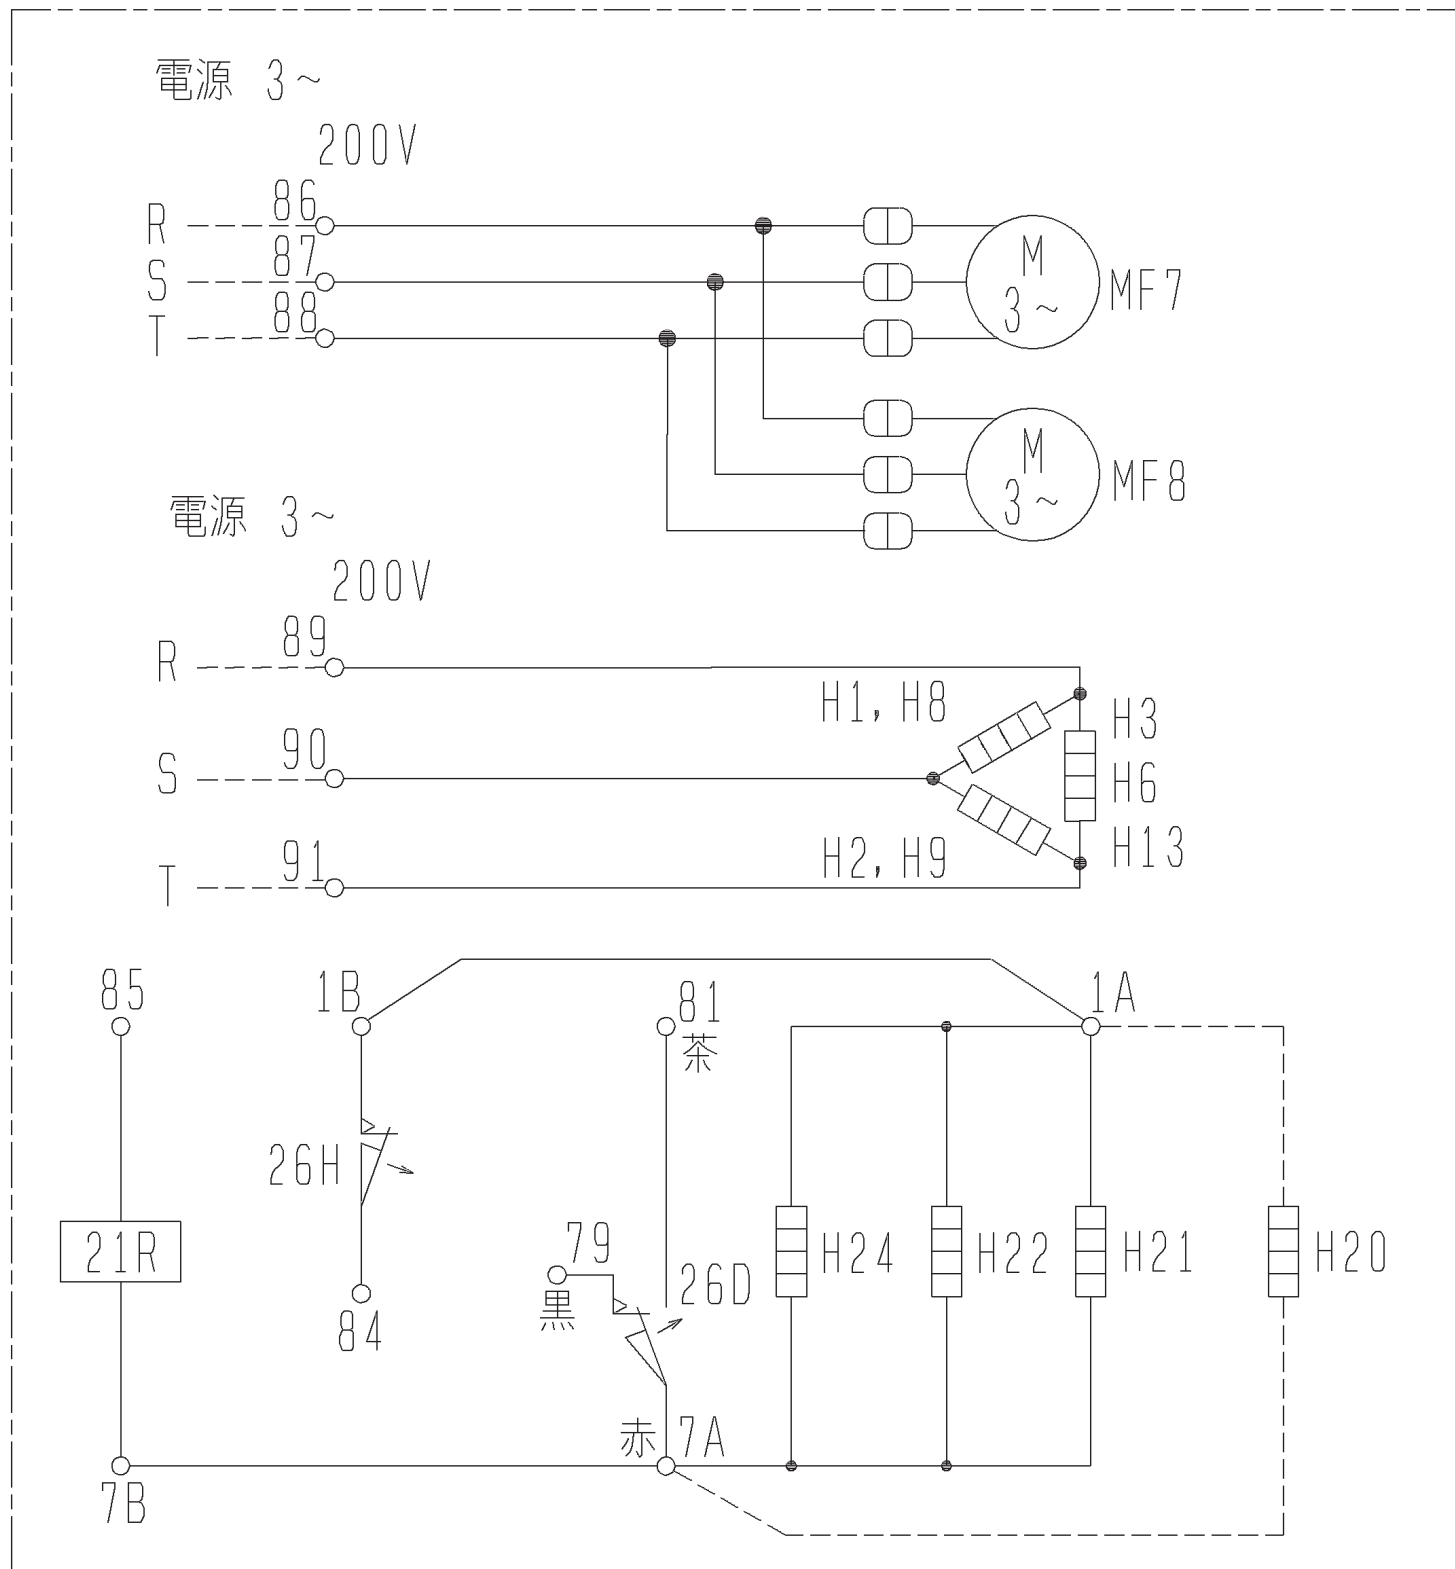 電源 3～
200V
R 86
S 87
T 88
M 3～ MF7
M 3～ MF8
電源 3～
200V
R 89
S 90
T 91
H1, H8
H3
H6
H13
H2, H9
85
1B
81
茶
1A
26H
21R
84
79
黒
26D
H24
H22
H21
H20
赤 7A
7B